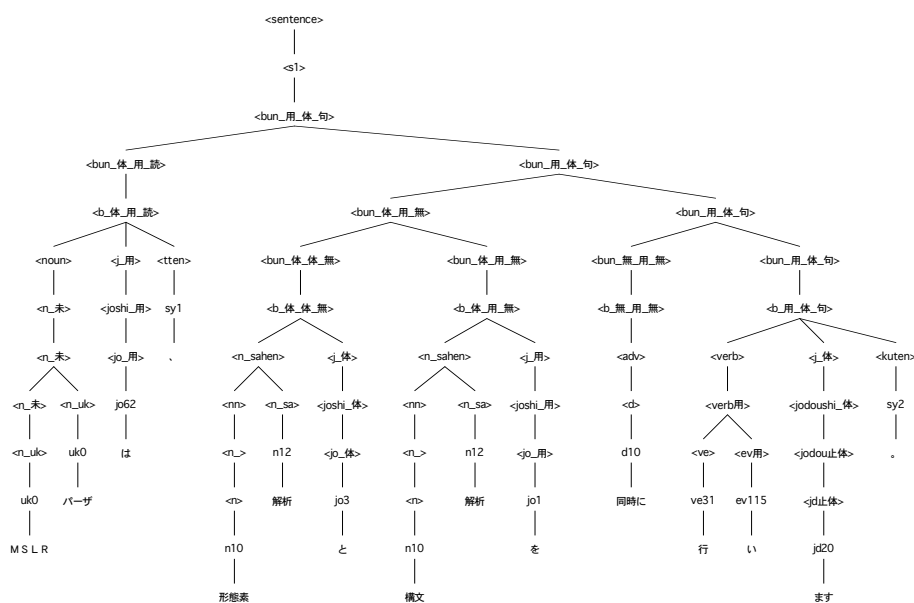 <sentence>
<s1>
<bun_用_体_句>
<bun_体_用_読> <bun_用_体_句>
<b_体_用_読> <bun_体_用_無> <bun_用_体_句>
<noun> <j_用> <tten> <bun_体_体_無> <bun_体_用_無> <bun_無_用_無> <bun_用_体_句>
<n_未> <joshi_用> sy1 <b_体_体_無> <b_体_用_無> <b_無_用_無> <b_用_体_句>
<n_未> <jo_用> 、 <n_sahen> <j_体> <n_sahen> <j_用> <adv> <verb> <j_体> <kuten>
<n_未> <n_uk> jo62 <nn> <n_sa> <joshi_体> <nn> <n_sa> <joshi_用> <d> <verb用> <jodoushi_体> sy2
<n_uk> uk0 は <n_> n12 <jo_体> <n_> n12 <jo_用> d10 <ve> <ev用> <jodou止体> 。
uk0 パーザ <n> 解析 jo3 <n> 解析 jo1 同時に ve31 ev115 <jd止体>
ＭＳＬＲ n10 と n10 を 行 い jd20
形態素 構文 ます